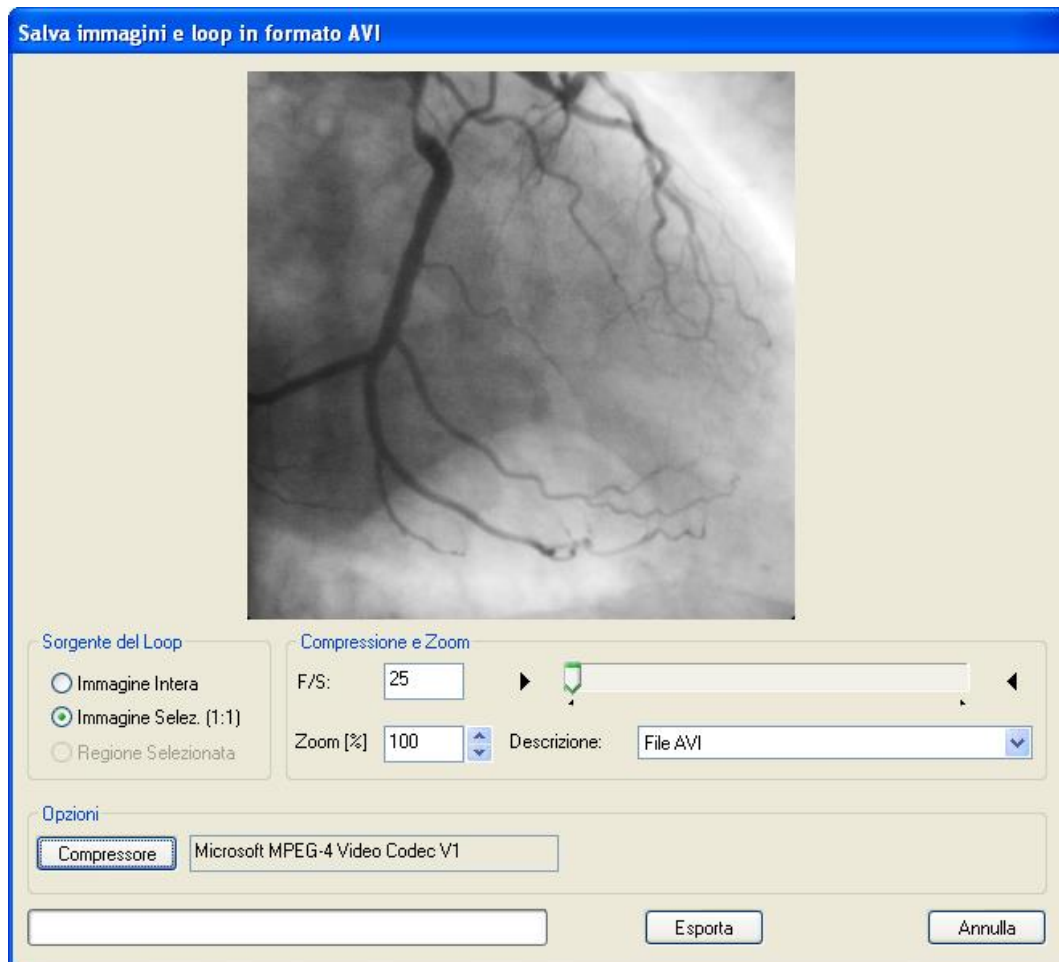 Salva immagini e loop in formato AVI
Sorgente del Loop
Immagine Intera
Immagine Selez. (1:1)
Regione Selezionata
Compressione e Zoom
F/S: 25
Zoom [%] 100 Descrizione: File AVI
Opzioni
Compressore Microsoft MPEG-4 Video Codec V1
Esporta Annulla